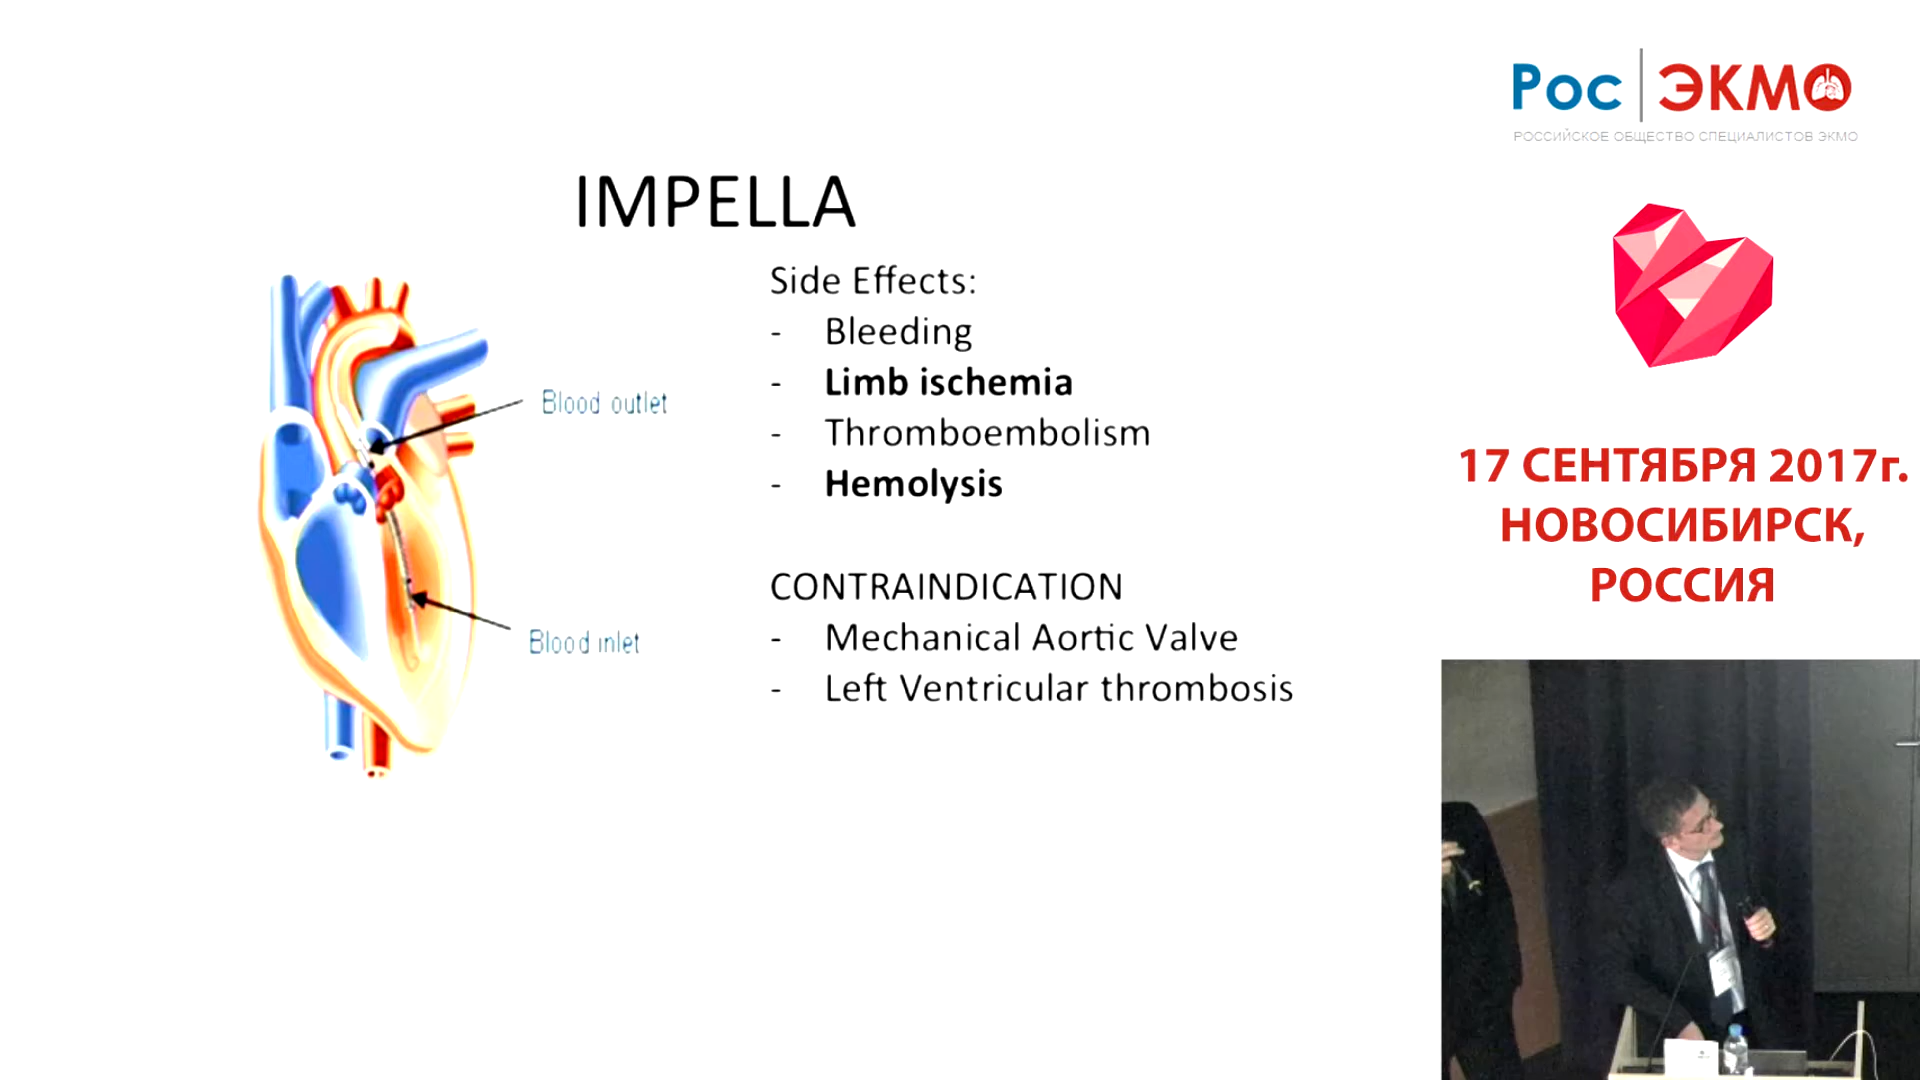 Рос ЭКМО
РОССИЙСКОЕ ОБЩЕСТВО СПЕЦИАЛИСТОВ ЭКМО
IMPELLA
Side Effects:
- Bleeding
- Limb ischemia
- Thromboembolism
- Hemolysis
CONTRAINDICATION
- Mechanical Aortic Valve
- Left Ventricular thrombosis
Blood outlet
Blood inlet
17 СЕНТЯБРЯ 2017г.
НОВОСИБИРСК,
РОССИЯ